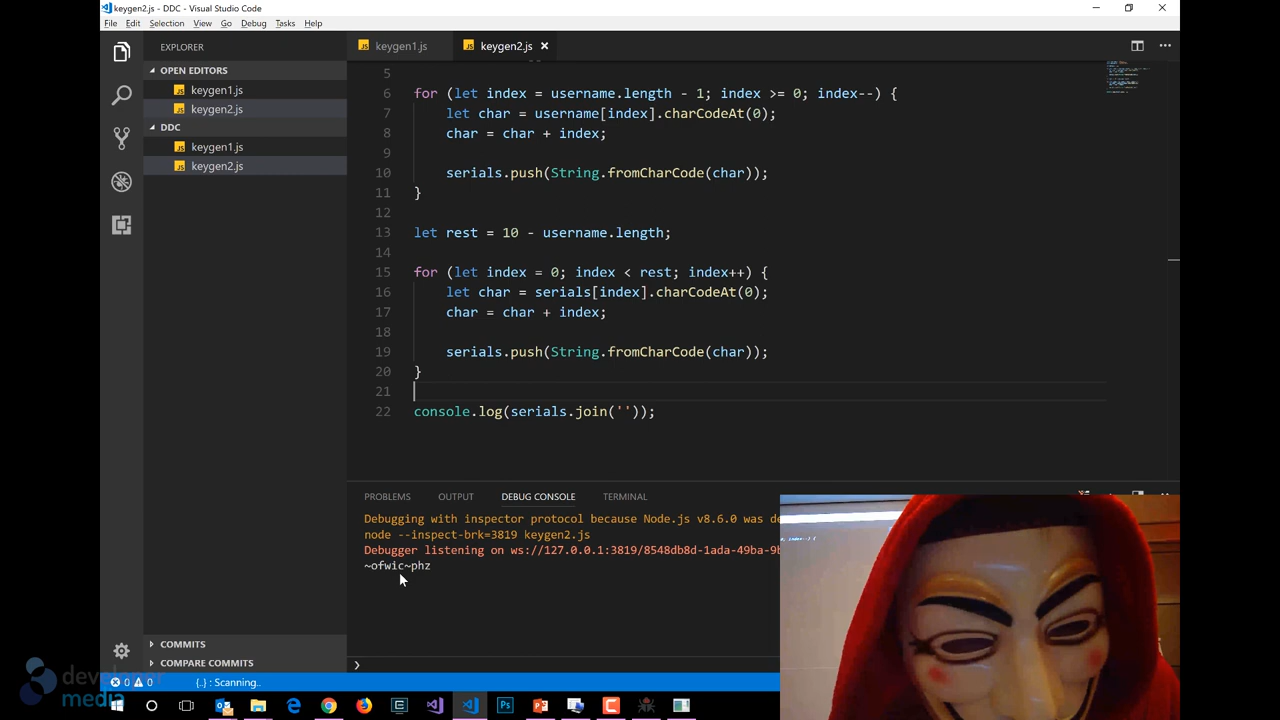 keygen2.js - DDC - Visual Studio Code
File Edit Selection View Go Debug Tasks Help
EXPLORER
keygen1.js keygen2.js
OPEN EDITORS
keygen1.js
keygen2.js
DDC
keygen1.js
keygen2.js
5
6 for (let index = username.length - 1; index >= 0; index--) {
7 let char = username[index].charCodeAt(0);
8 char = char + index;
9
10 serials.push(String.fromCharCode(char));
11 }
12
13 let rest = 10 - username.length;
14
15 for (let index = 0; index < rest; index++) {
16 let char = serials[index].charCodeAt(0);
17 char = char + index;
18
19 serials.push(String.fromCharCode(char));
20 }
21
22 console.log(serials.join(''));
PROBLEMS OUTPUT DEBUG CONSOLE TERMINAL
Debugging with inspector protocol because Node.js v8.6.0 was de
node --inspect-brk=3819 keygen2.js
Debugger listening on ws://127.0.0.1:3819/8548db8d-1ada-49ba-9b
~ofwic~phz
COMMITS
COMPARE COMMITS
developer
media
0 0 {..} : Scanning..